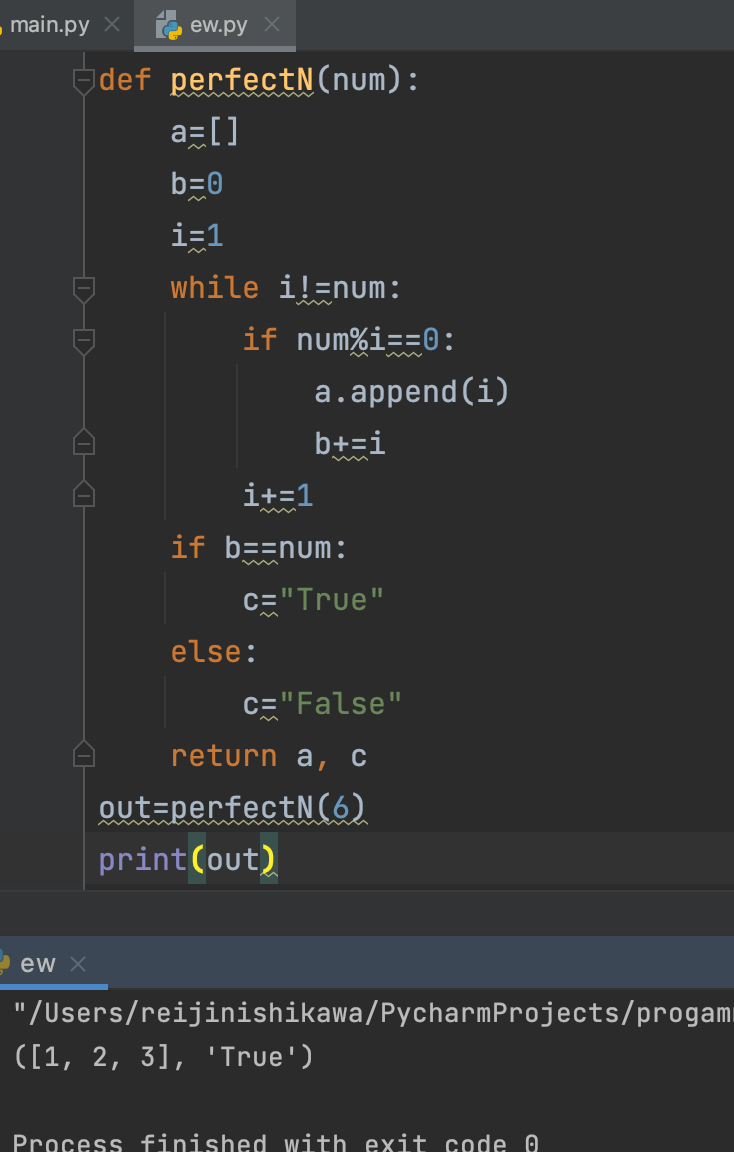 main.py ew.py
def perfectN(num):
    a=[]
    b=0
    i=1
    while i!=num:
        if num%i==0:
            a.append(i)
            b+=i
        i+=1
    if b==num:
        c="True"
    else:
        c="False"
    return a, c
out=perfectN(6)
print(out)
ew
"/Users/reijinishikawa/PycharmProjects/progam
([1, 2, 3], 'True')
Process finished with exit code 0